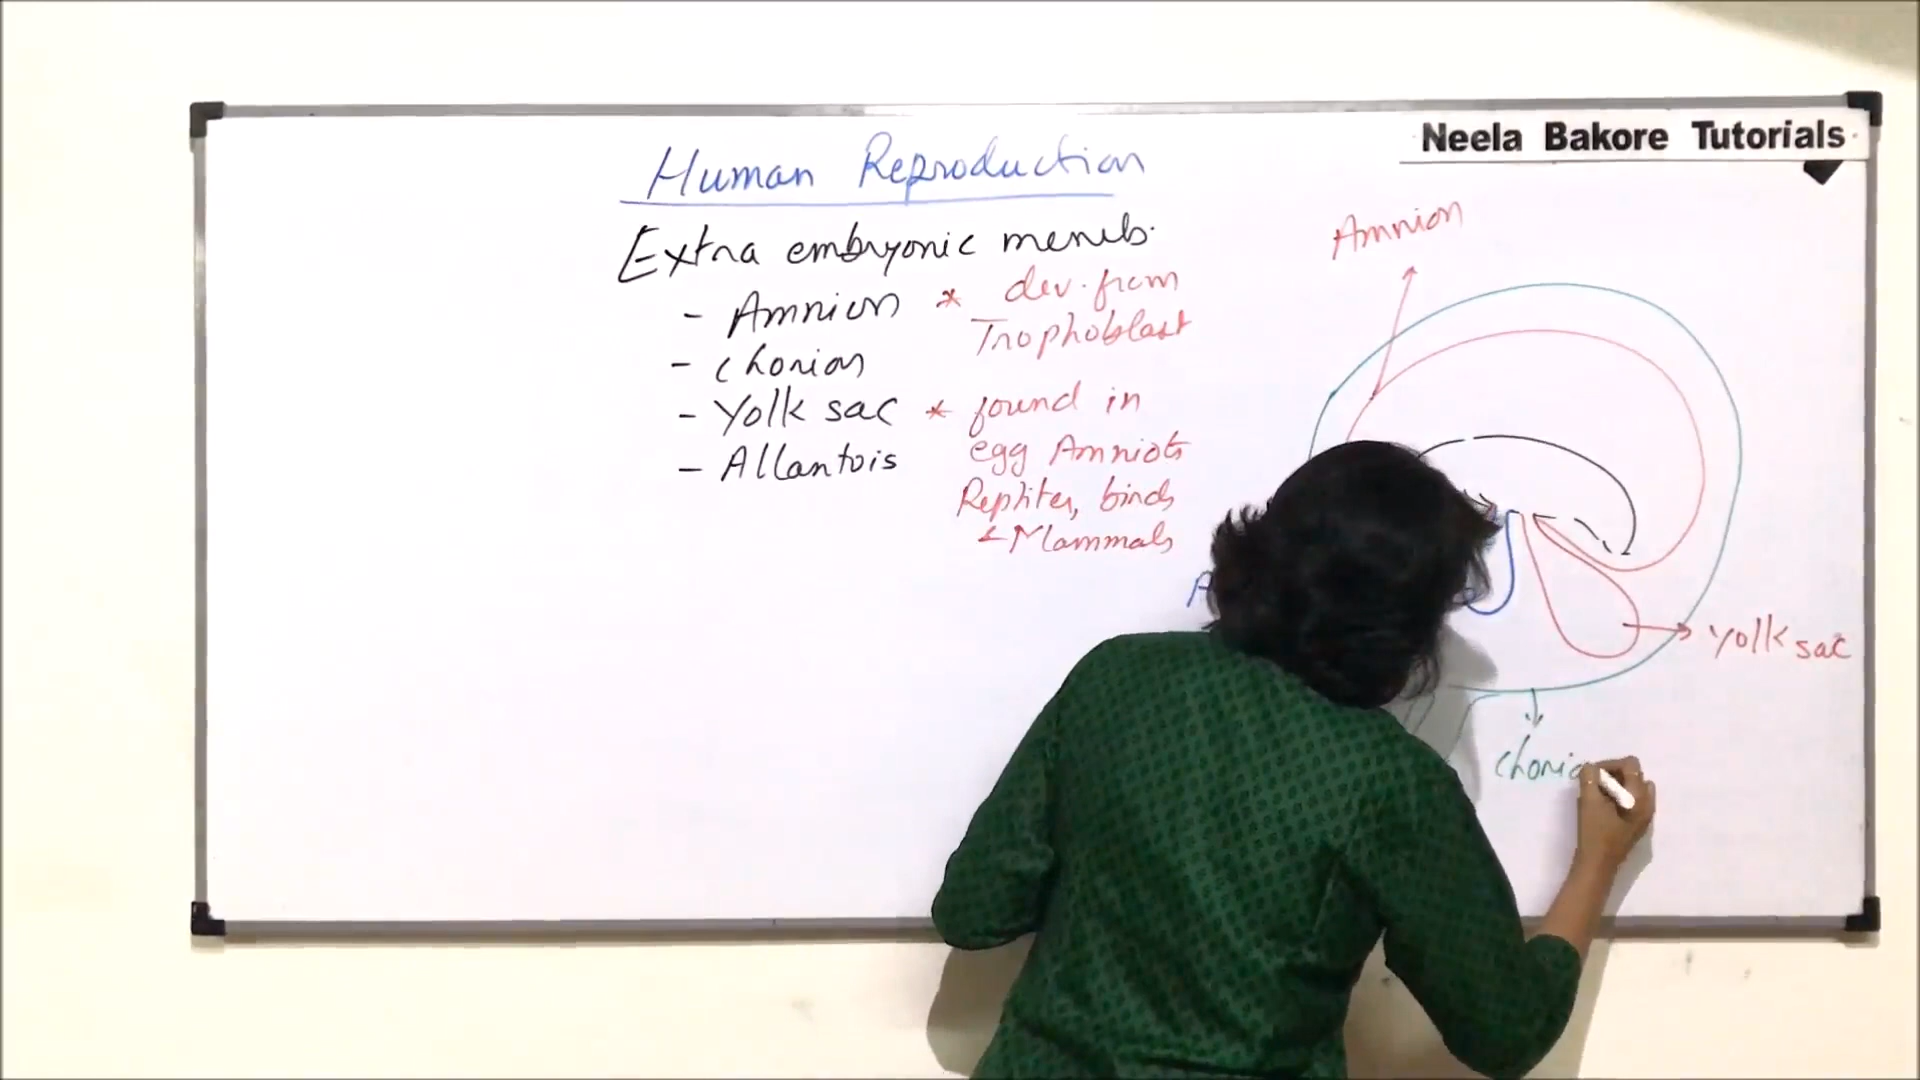 Neela Bakore Tutorials
Human Reproduction
Extra embryonic memb.
- Amnion * dev. from
Trophoblast
- Chorion
- Yolk sac * found in
egg Amniots
- Allantois
Reptiles, birds
& Mammals
Amnion
A
Yolk sac
Chorio